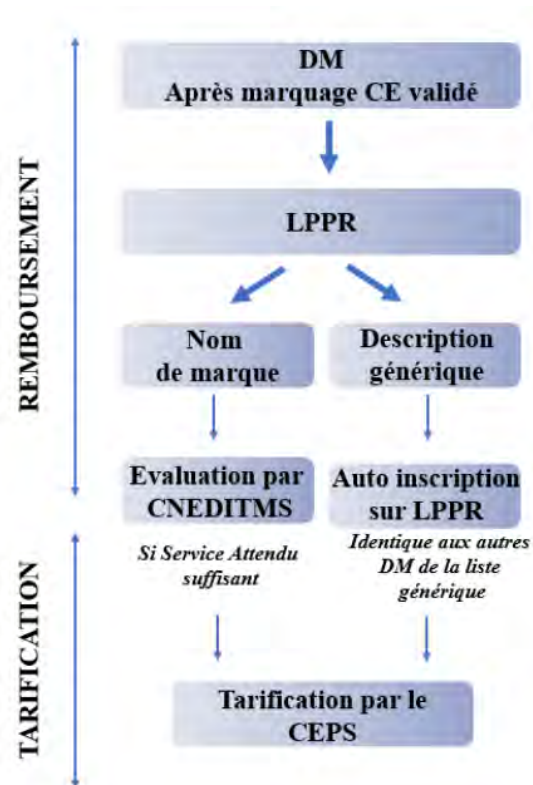 REMBOURSEMENT
DM
Après marquage CE validé
LPPR
Nom
de marque
Description
générique
Evaluation par
CNEDITMS
Auto inscription
sur LPPR
TARIFICATION
Si Service Attendu
suffisant
Identique aux autres
DM de la liste
générique
Tarification par le
CEPS